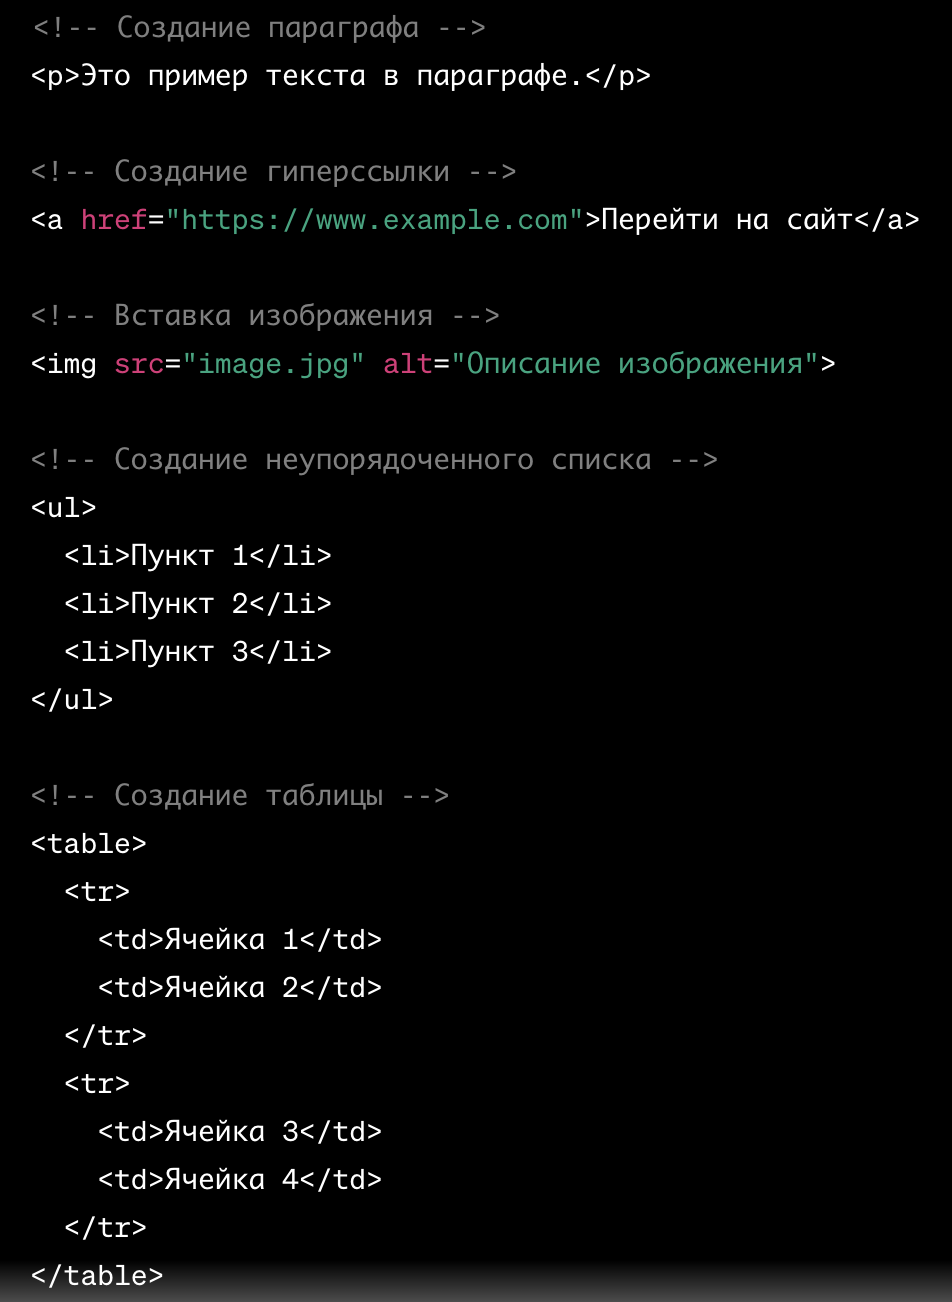 <!-- Создание параграфа -->
<p>Это пример текста в параграфе.</p>
<!-- Создание гиперссылки -->
<a href="https://www.example.com">Перейти на сайт</a>
<!-- Вставка изображения -->
<img src="image.jpg" alt="Описание изображения">
<!-- Создание неупорядоченного списка -->
<ul>
  <li>Пункт 1</li>
  <li>Пункт 2</li>
  <li>Пункт 3</li>
</ul>
<!-- Создание таблицы -->
<table>
  <tr>
    <td>Ячейка 1</td>
    <td>Ячейка 2</td>
  </tr>
  <tr>
    <td>Ячейка 3</td>
    <td>Ячейка 4</td>
  </tr>
</table>